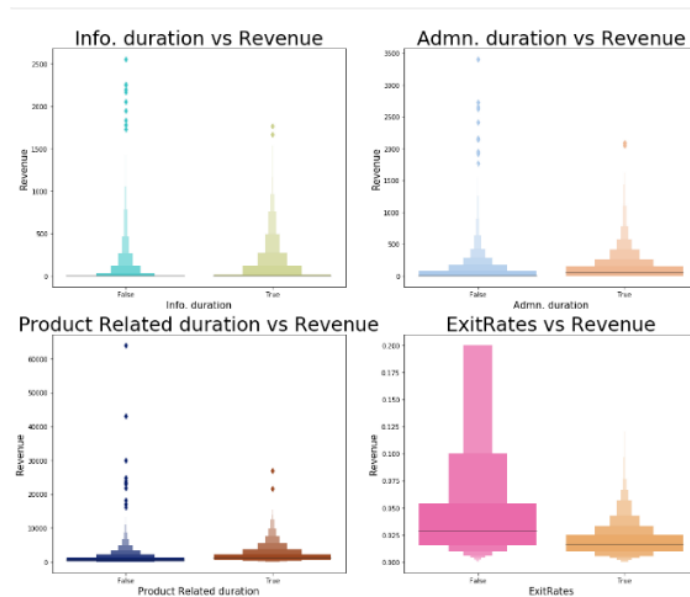 Info. duration vs Revenue
Admn. duration vs Revenue
2500
2000
1500
1000
500
0
Revenue
False
True
Info. duration
3500
3000
2500
2000
1500
1000
500
0
Revenue
False
True
Admn. duration
Product Related duration vs Revenue
ExitRates vs Revenue
60000
50000
40000
30000
20000
10000
0
Revenue
False
True
Product Related duration
0.200
0.175
0.150
0.125
0.100
0.075
0.050
0.025
0.000
Revenue
False
True
ExitRates